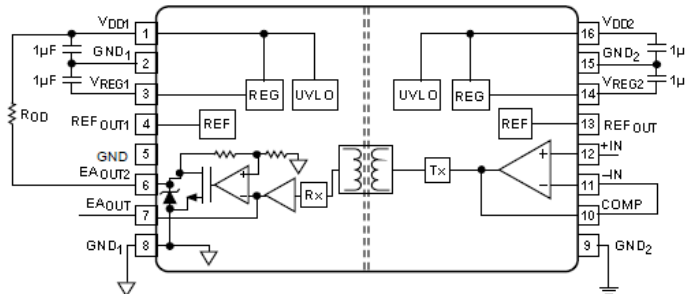 VDD1
1
16
VDD2
1µF
GND1
2
15
GND2
1µ
1µF
VREG1
3
REG
UVLO
UVLO
REG
14
VREG2
1µ
ROD
REFOUT1
4
REF
REF
13
REFOUT
GND
5
12
+IN
EAOUT2
6
Rx
Tx
+
−
+
−
11
−IN
EAOUT
7
10
COMP
GND1
8
9
GND2